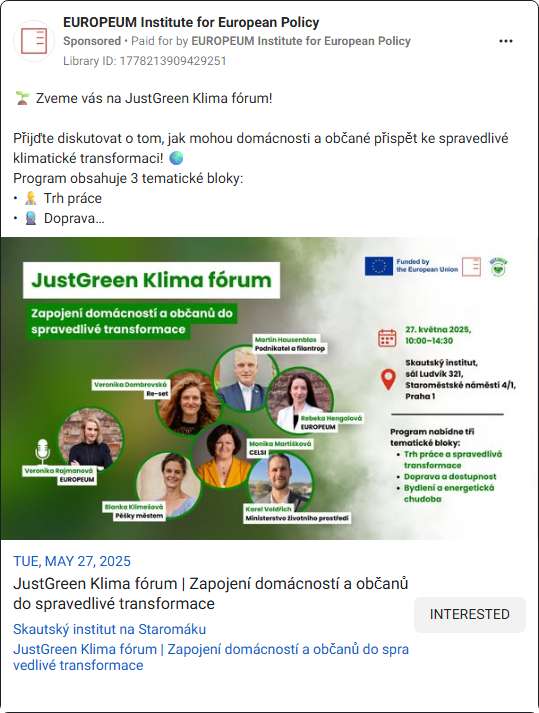 EUROPEUM Institute for European Policy
Sponsored • Paid for by EUROPEUM Institute for European Policy
Library ID: 1778213909429251
🌱 Zveme vás na JustGreen Klima fórum!
Přijďte diskutovat o tom, jak mohou domácnosti a občané přispět ke spravedlivé
klimatické transformaci! 🌍
Program obsahuje 3 tematické bloky:
• 👷 Trh práce
• 🚇 Doprava...
JustGreen Klima fórum
Zapojení domácností a občanů do
spravedlivé transformace
Funded by
the European Union
Martin Hausenblas
Podnikatel a filantrop
Veronika Dombrovská
Re-set
Rebeka Hengalová
EUROPEUM
Monika Martišková
CELSI
Veronika Rajmanová
EUROPEUM
Blanka Klimešová
Pěšky městem
Karel Veldřich
Ministerstvo životního prostředí
27. května 2025,
10:00–14:30
Skautský institut,
sál Ludvík 321,
Staroměstské náměstí 4/1,
Praha 1
Program nabídne tři
tematické bloky:
• Trh práce a spravedlivá
transformace
• Doprava a dostupnost
• Bydlení a energetická
chudoba
TUE, MAY 27, 2025
JustGreen Klima fórum | Zapojení domácností a občanů
do spravedlivé transformace
INTERESTED
Skautský institut na Staromáku
JustGreen Klima fórum | Zapojení domácností a občanů do spra
vedlivé transformace